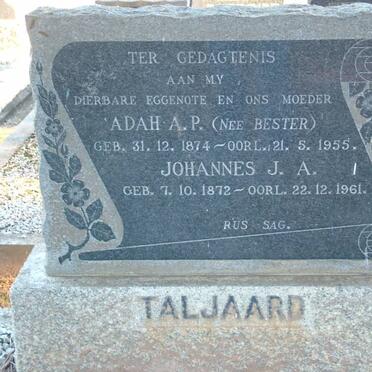 TER GEDAGTENIS
AAN MY
DIERBARE EGGENOTE EN ONS MOEDER
ADAH A.P. (NEE BESTER)
GEB. 31. 12. 1874 – OORL. 21. 5. 1955.
JOHANNES J. A.
GEB. 7. 10. 1872 – OORL. 22. 12. 1961.
RUS SAG.
TALJAARD